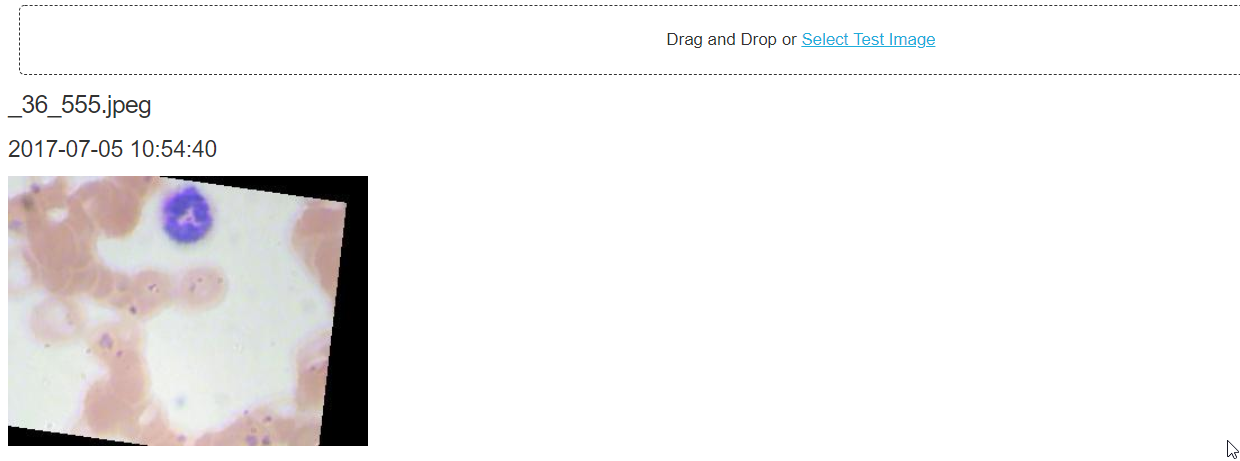 Drag and Drop or Select Test Image
_36_555.jpeg
2017-07-05 10:54:40